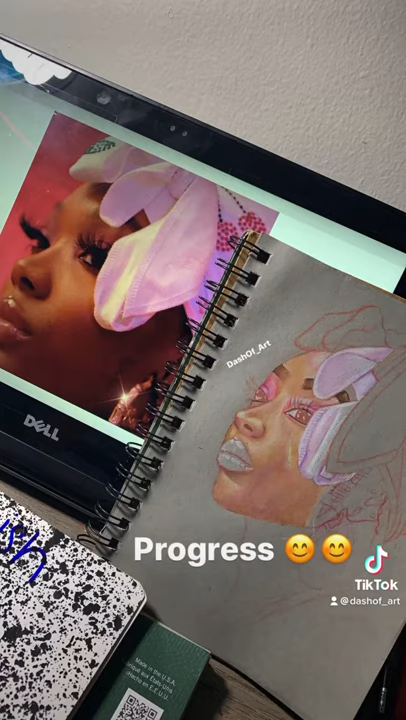 DashOf_Art
DELL
Progress 😊😊
TikTok
@dashof_art
Made in the U.S.A.